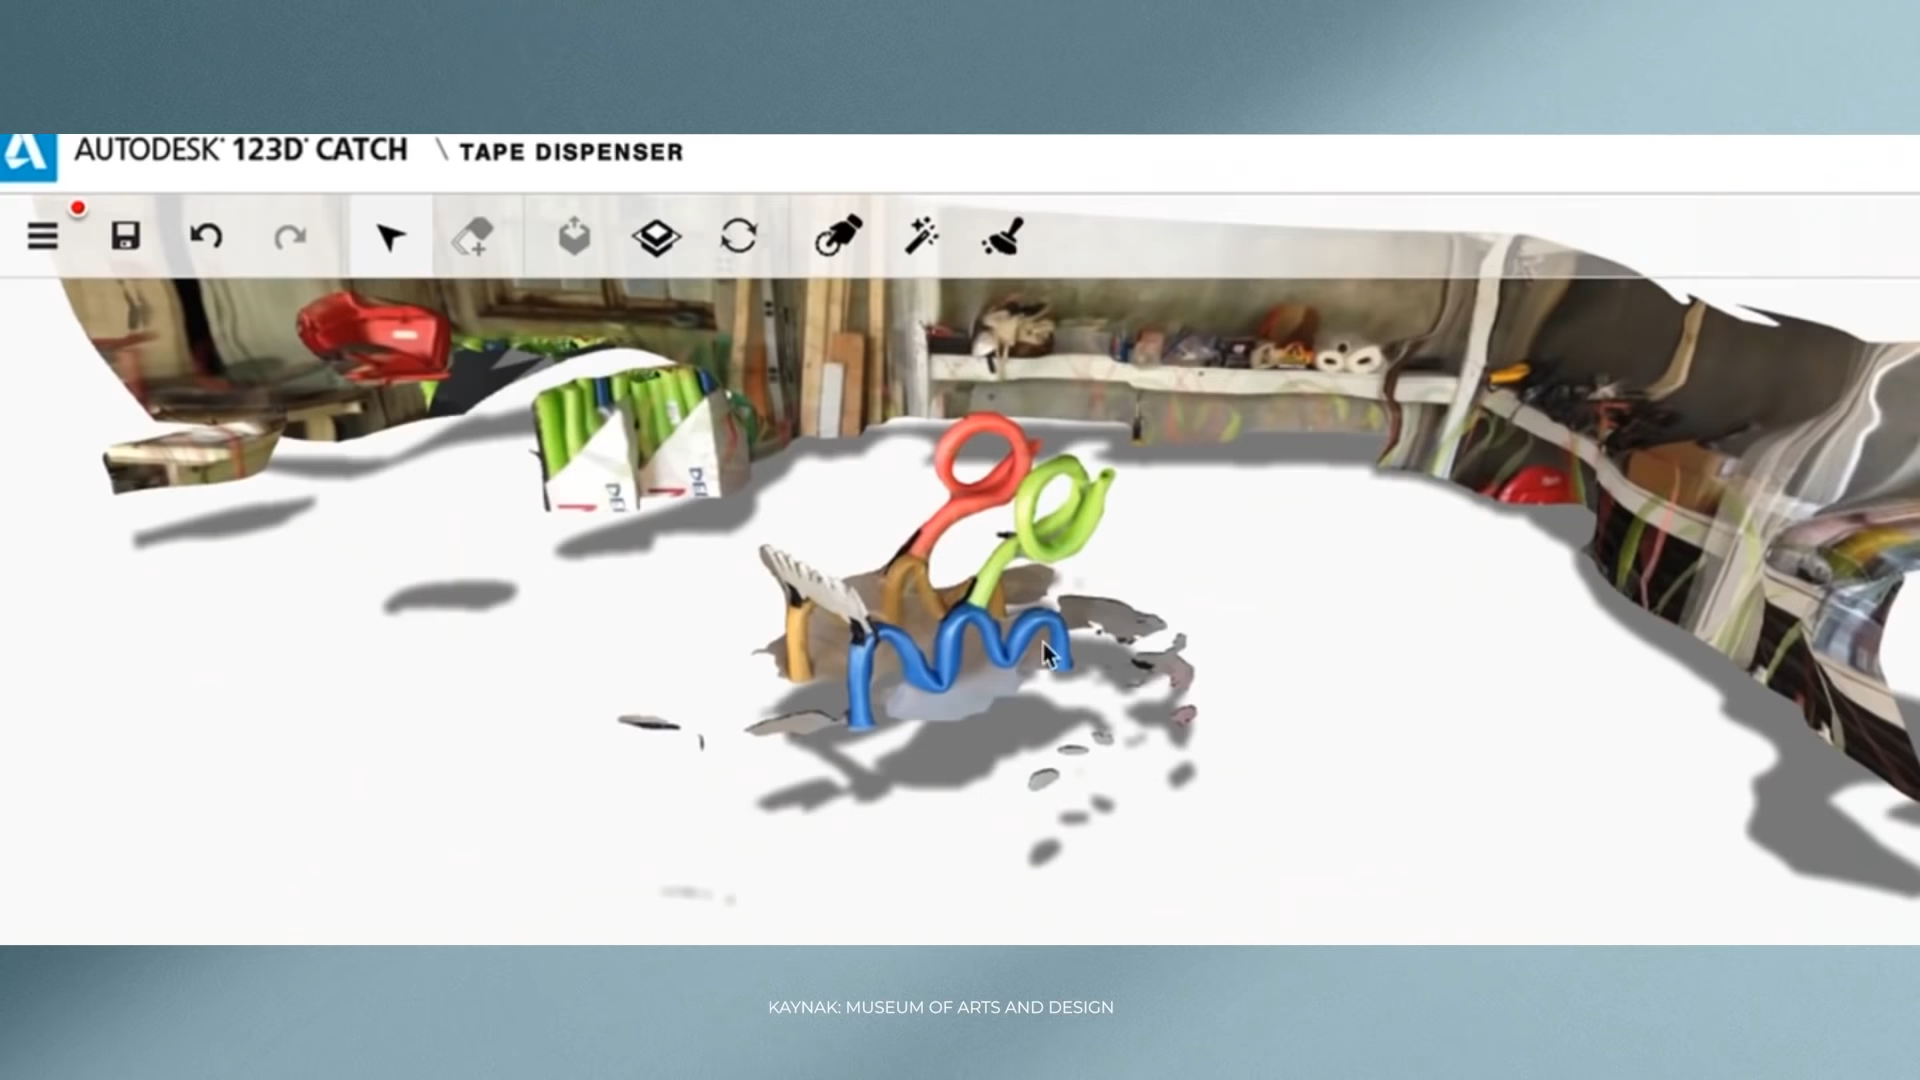 AUTODESK® 123D® CATCH \ TAPE DISPENSER
KAYNAK: MUSEUM OF ARTS AND DESIGN